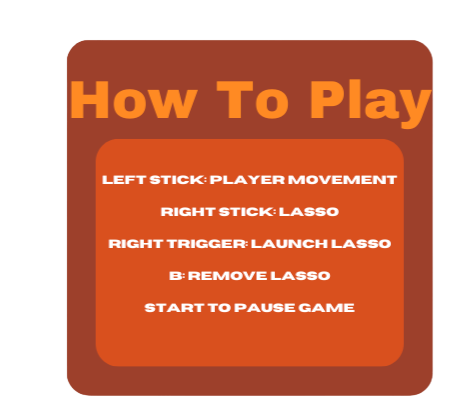 How To Play
LEFT STICK: PLAYER MOVEMENT
RIGHT STICK: LASSO
RIGHT TRIGGER: LAUNCH LASSO
B: REMOVE LASSO
START TO PAUSE GAME